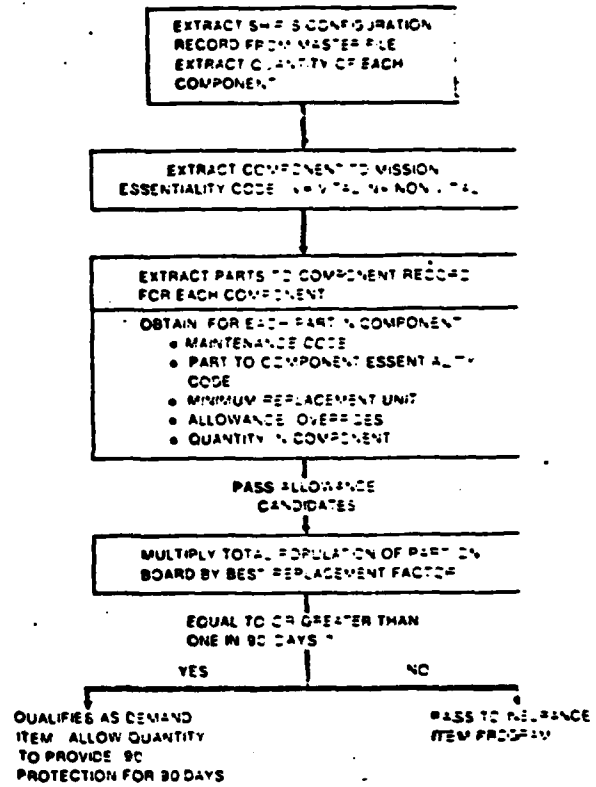 EXTRACT SHIP'S CONFIGURATION
RECORD FROM MASTER FILE
EXTRACT QUANTITY OF EACH
COMPONENT
EXTRACT COMPONENT TO MISSION
ESSENTIALITY CODE VITAL NON VITAL
EXTRACT PARTS TO COMPONENT RECORD
FOR EACH COMPONENT
OBTAIN FOR EACH PART IN COMPONENT
• MAINTENANCE CODE
• PART TO COMPONENT ESSENTIALITY
CODE
• MINIMUM REPLACEMENT UNIT
• ALLOWANCE OVERRIDES
• QUANTITY IN COMPONENT
PASS ALLOWANCE
CANDIDATES
MULTIPLY TOTAL POPULATION OF PART ON
BOARD BY BEST REPLACEMENT FACTOR
EQUAL TO OR GREATER THAN
ONE IN 90 DAYS ?
YES NO
QUALIFIES AS DEMAND
ITEM ALLOW QUANTITY
TO PROVIDE 90
PROTECTION FOR 90 DAYS
PASS TO INSURANCE
ITEM PROGRAM